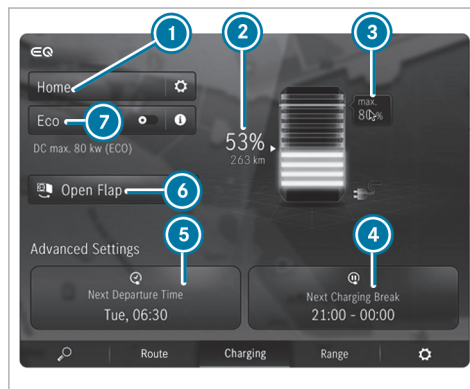 1
2
3
EQ
Home
max.
80 %
Eco
7
53%
263 km
DC max. 80 kw (ECO)
Open Flap
6
5
4
Advanced Settings
Next Departure Time
Tue, 06:30
Next Charging Break
21:00 - 00:00
Route
Charging
Range